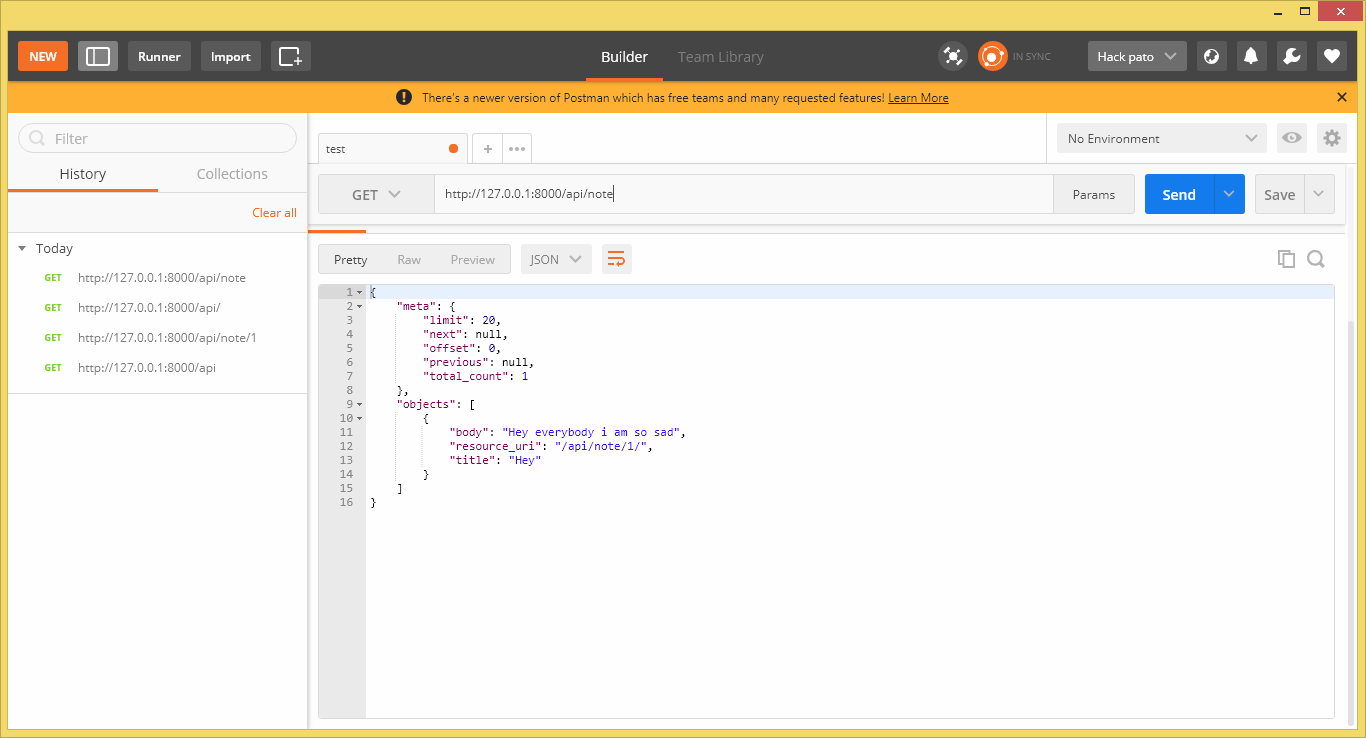 NEW Runner Import Builder Team Library IN SYNC Hack pato
There's a newer version of Postman which has free teams and many requested features! Learn More
Filter
History Collections
Clear all
Today
GET http://127.0.0.1:8000/api/note
GET http://127.0.0.1:8000/api/
GET http://127.0.0.1:8000/api/note/1
GET http://127.0.0.1:8000/api
test
No Environment
GET http://127.0.0.1:8000/api/note Params Send Save
Pretty Raw Preview JSON
1 {
2 "meta": {
3 "limit": 20,
4 "next": null,
5 "offset": 0,
6 "previous": null,
7 "total_count": 1
8 },
9 "objects": [
10 {
11 "body": "Hey everybody i am so sad",
12 "resource_uri": "/api/note/1/",
13 "title": "Hey"
14 }
15 ]
16 }